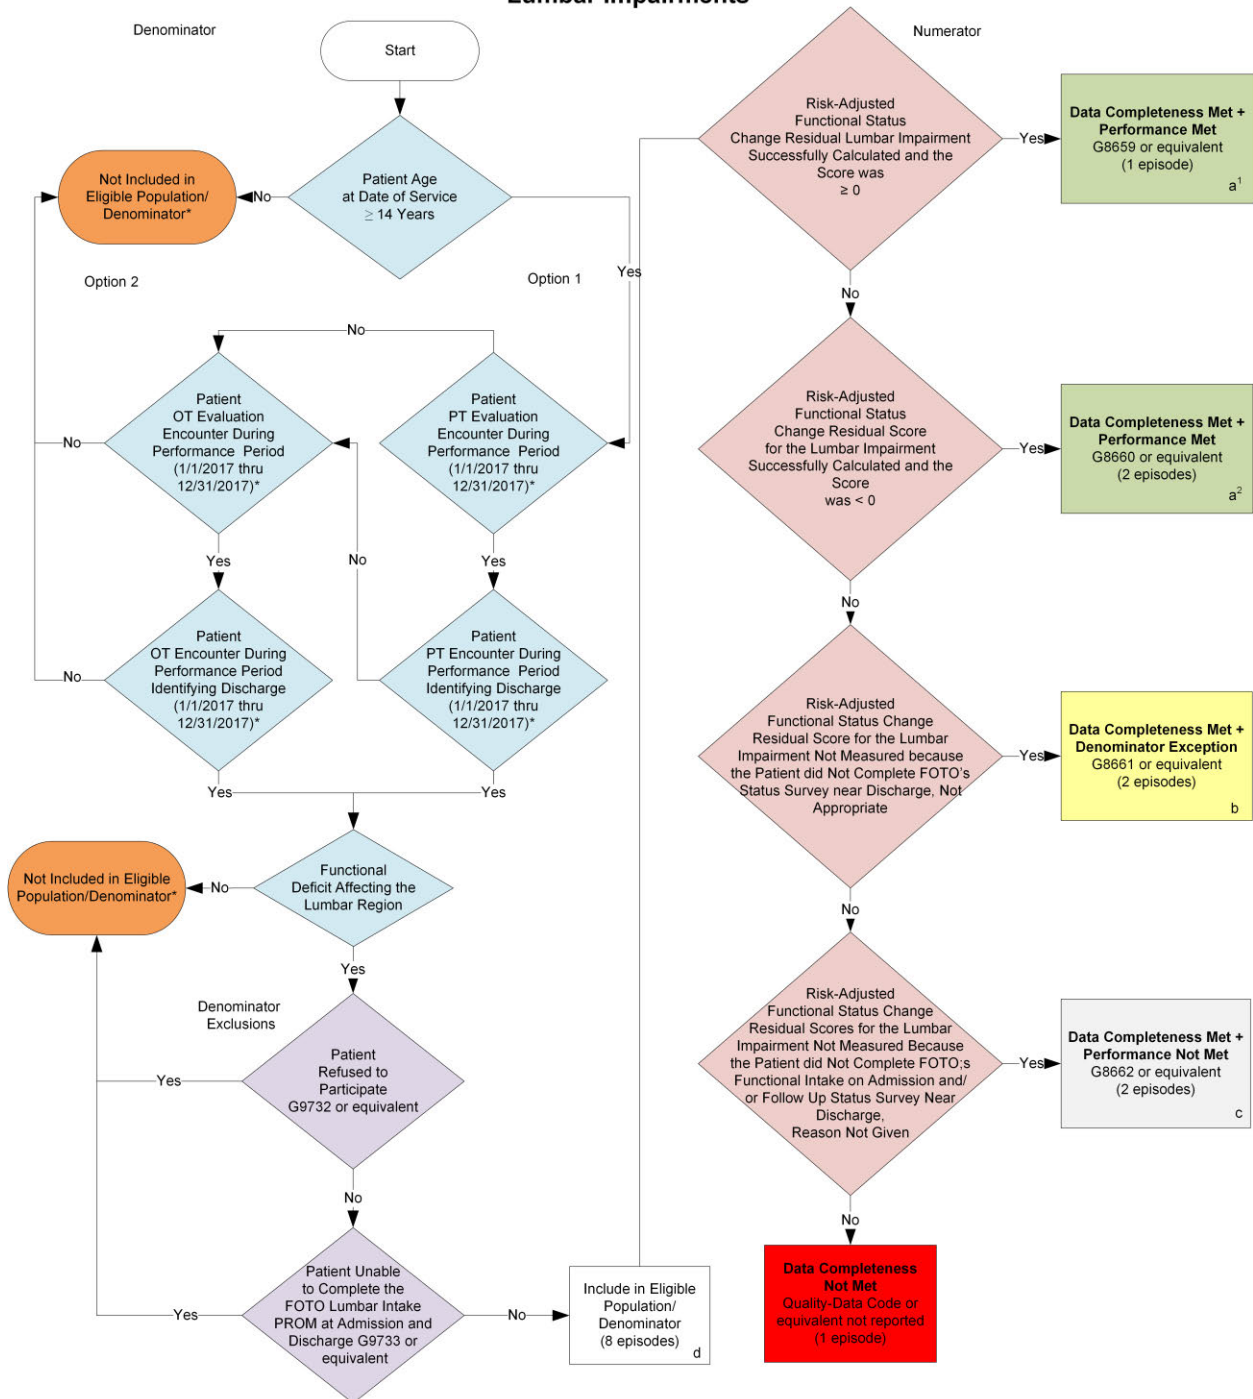 Lumbar Impairments
Denominator
Start
Patient Age
at Date of Service
≥ 14 Years
No
Not Included in
Eligible Population/
Denominator*
Yes
Option 2
Option 1
No
Patient
OT Evaluation
Encounter During
Performance Period
(1/1/2017 thru
12/31/2017)*
Patient
PT Evaluation
Encounter During
Performance Period
(1/1/2017 thru
12/31/2017)*
No
Yes
No
Yes
Patient
OT Encounter During
Performance Period
Identifying Discharge
(1/1/2017 thru
12/31/2017)*
Patient
PT Encounter During
Performance Period
Identifying Discharge
(1/1/2017 thru
12/31/2017)*
No
Yes
Yes
Functional
Deficit Affecting the
Lumbar Region
No
Not Included in Eligible
Population/Denominator*
Yes
Denominator
Exclusions
Patient
Refused to
Participate
G9732 or equivalent
Yes
No
Patient Unable
to Complete the
FOTO Lumbar Intake
PROM at Admission and
Discharge G9733 or
equivalent
Yes
No
Include in Eligible
Population/
Denominator
(8 episodes)
d
Numerator
Risk-Adjusted
Functional Status
Change Residual Lumbar Impairment
Successfully Calculated and the
Score was
≥ 0
Yes
Data Completeness Met +
Performance Met
G8659 or equivalent
(1 episode)
a¹
No
Risk-Adjusted
Functional Status
Change Residual Score
for the Lumbar Impairment
Successfully Calculated and the
Score
was < 0
Yes
Data Completeness Met +
Performance Met
G8660 or equivalent
(2 episodes)
a²
No
Risk-Adjusted
Functional Status Change
Residual Score for the Lumbar
Impairment Not Measured because
the Patient did Not Complete FOTO's
Status Survey near Discharge, Not
Appropriate
Yes
Data Completeness Met +
Denominator Exception
G8661 or equivalent
(2 episodes)
b
No
Risk-Adjusted
Functional Status Change
Residual Scores for the Lumbar
Impairment Not Measured Because
the Patient did Not Complete FOTO;s
Functional Intake on Admission and/
or Follow Up Status Survey Near
Discharge,
Reason Not Given
Yes
Data Completeness Met +
Performance Not Met
G8662 or equivalent
(2 episodes)
c
No
Data Completeness
Not Met
Quality-Data Code or
equivalent not reported
(1 episode)